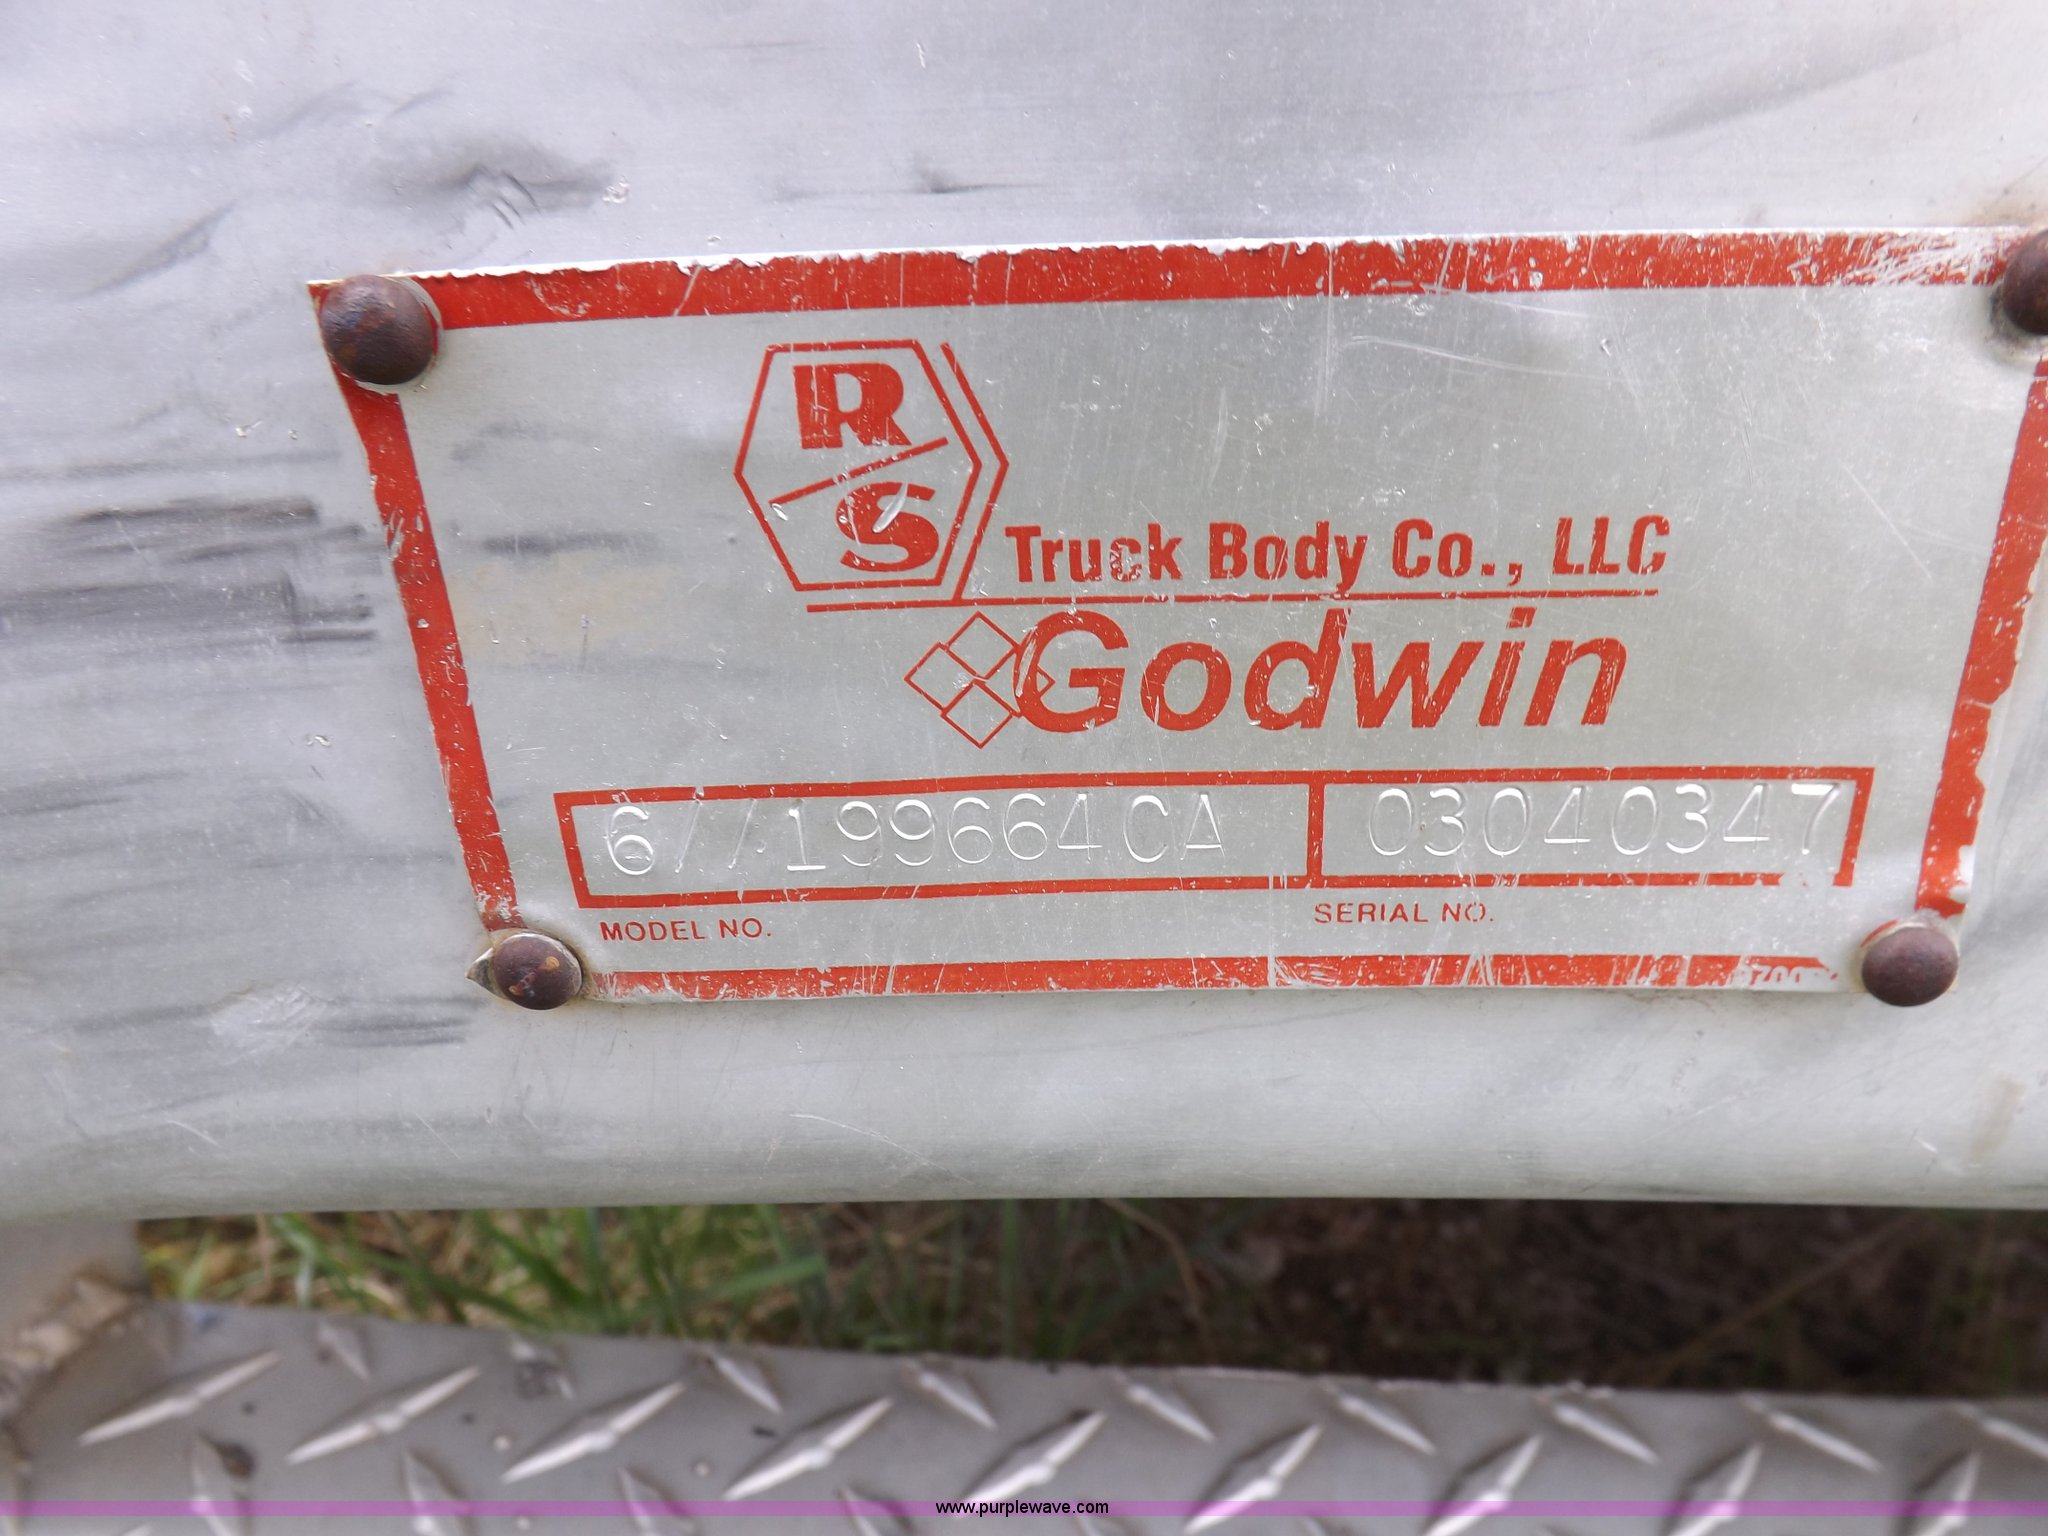 R/S
Truck Body Co., LLC
Godwin
6//199664CA 03040347
MODEL NO. SERIAL NO.
www.purplewave.com